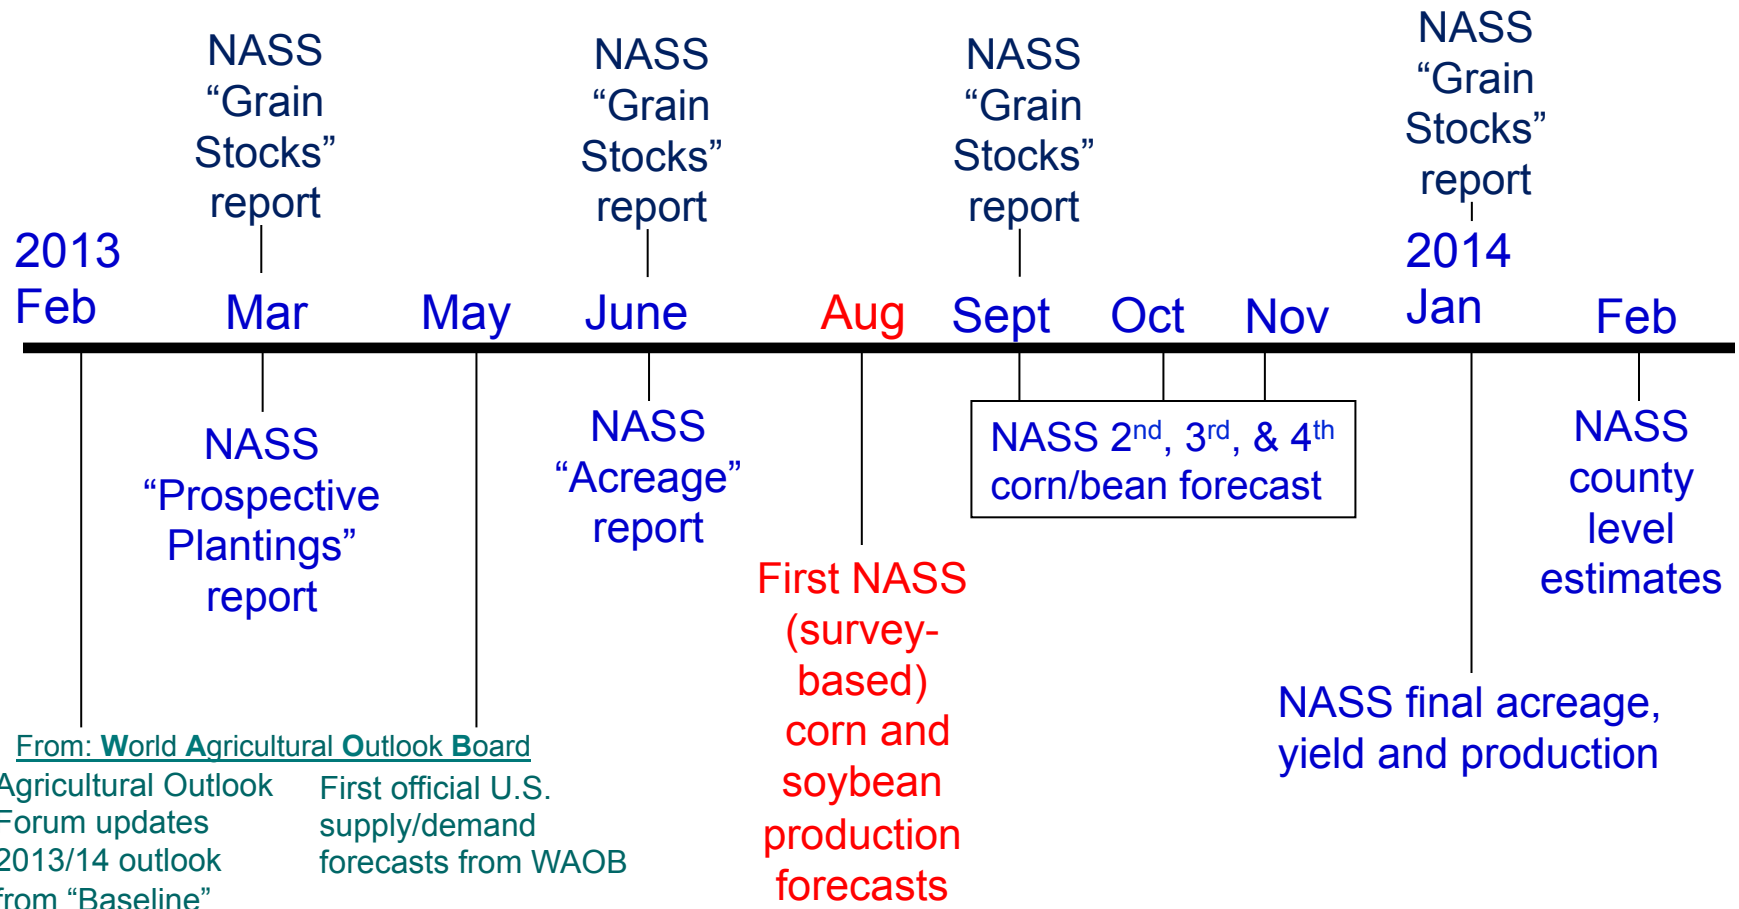 NASS
“Grain
Stocks”
report
NASS
“Grain
Stocks”
report
NASS
“Grain
Stocks”
report
NASS
“Grain
Stocks”
report
2013
Feb
Mar
May
June
Aug
Sept
Oct
Nov
2014
Jan
Feb
NASS
“Prospective
Plantings”
report
NASS
“Acreage”
report
NASS 2nd, 3rd, & 4th
corn/bean forecast
NASS
county
level
estimates
First NASS
(survey-
based)
corn and
soybean
production
forecasts
NASS final acreage,
yield and production
From: World Agricultural Outlook Board
Agricultural Outlook
Forum updates
2013/14 outlook
from “Baseline”
First official U.S.
supply/demand
forecasts from WAOB